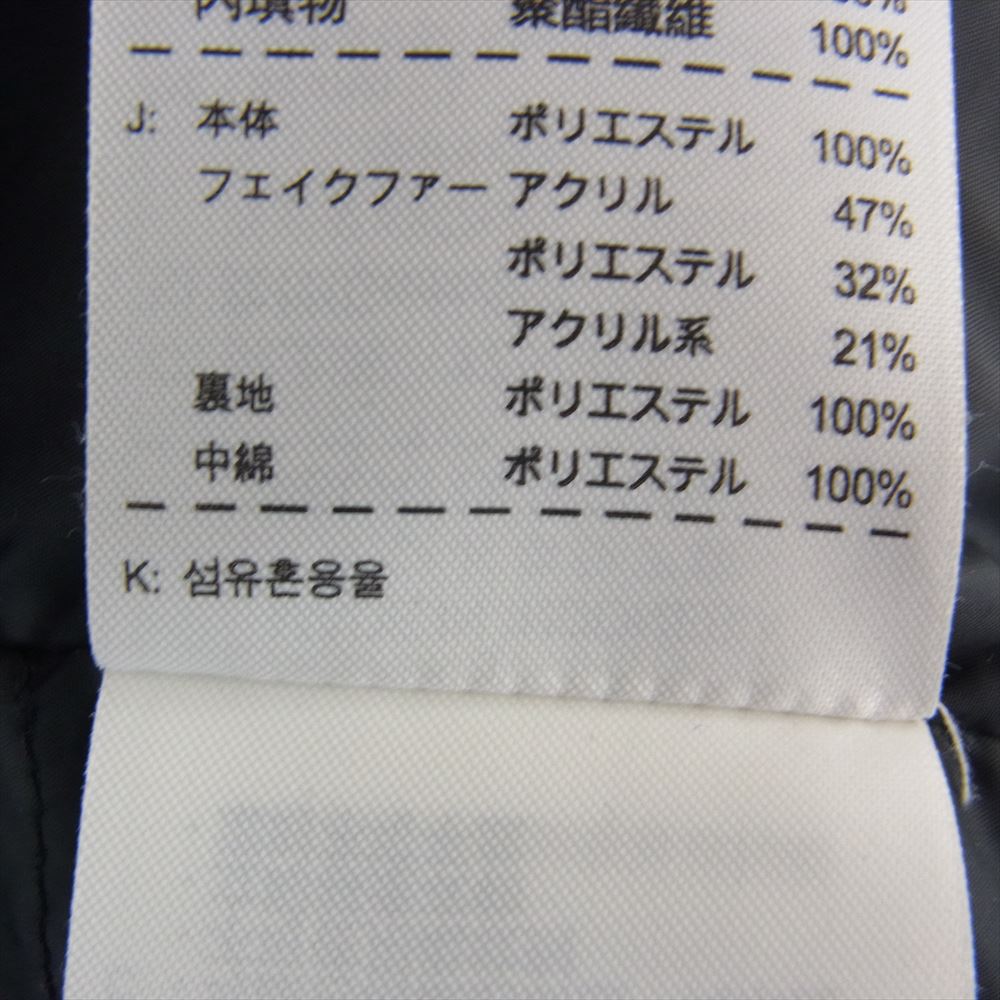 内填物 聚酯纖維 100%
J: 本体 ポリエステル 100%
フェイクファー アクリル 47%
ポリエステル 32%
アクリル系 21%
裏地 ポリエステル 100%
中綿 ポリエステル 100%
K: 섬유혼용율